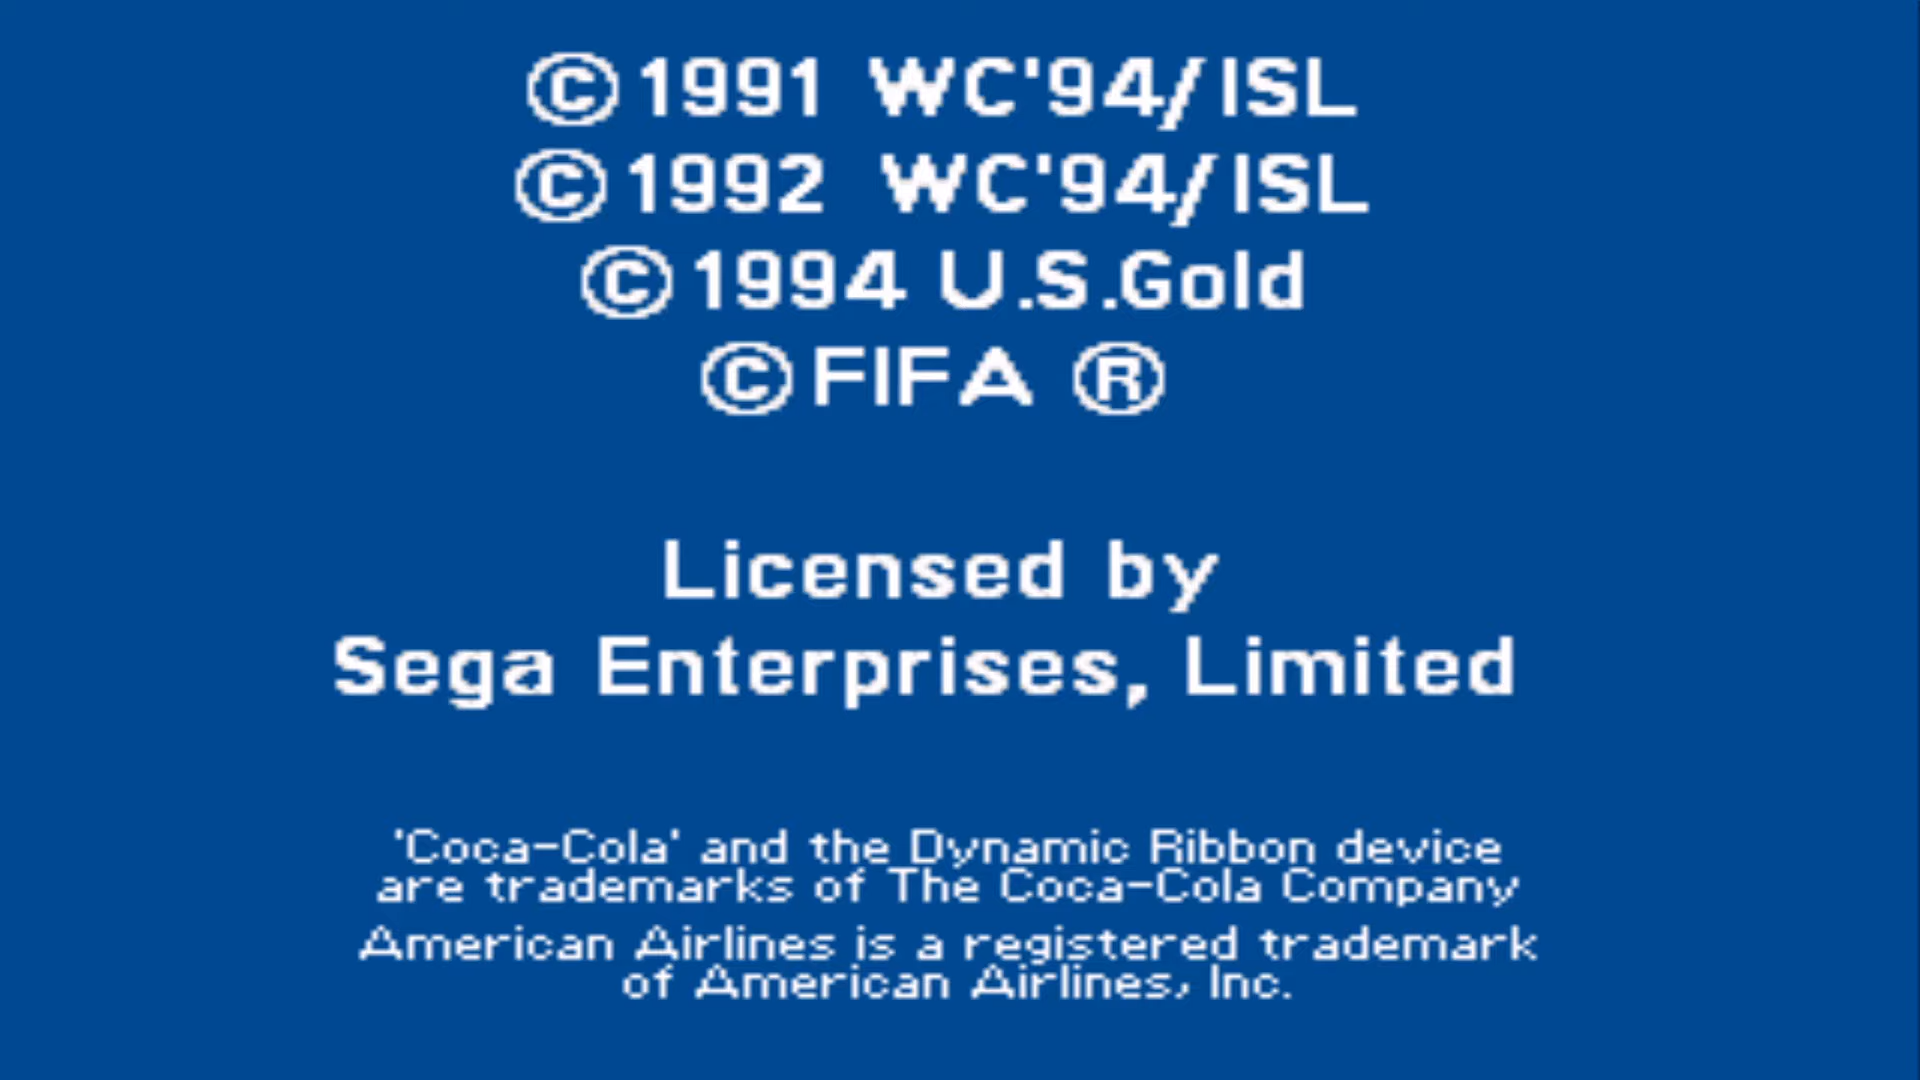 ©1991 WC'94/ISL
©1992 WC'94/ISL
©1994 U.S.Gold
©FIFA ®
Licensed by
Sega Enterprises, Limited
'Coca-Cola' and the Dynamic Ribbon device
are trademarks of The Coca-Cola Company
American Airlines is a registered trademark
of American Airlines, Inc.